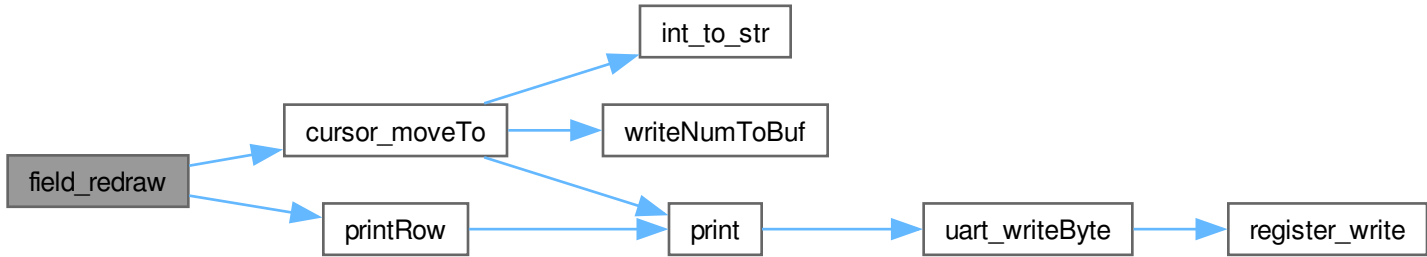 int_to_str
cursor_moveTo
writeNumToBuf
field_redraw
printRow
print
uart_writeByte
register_write